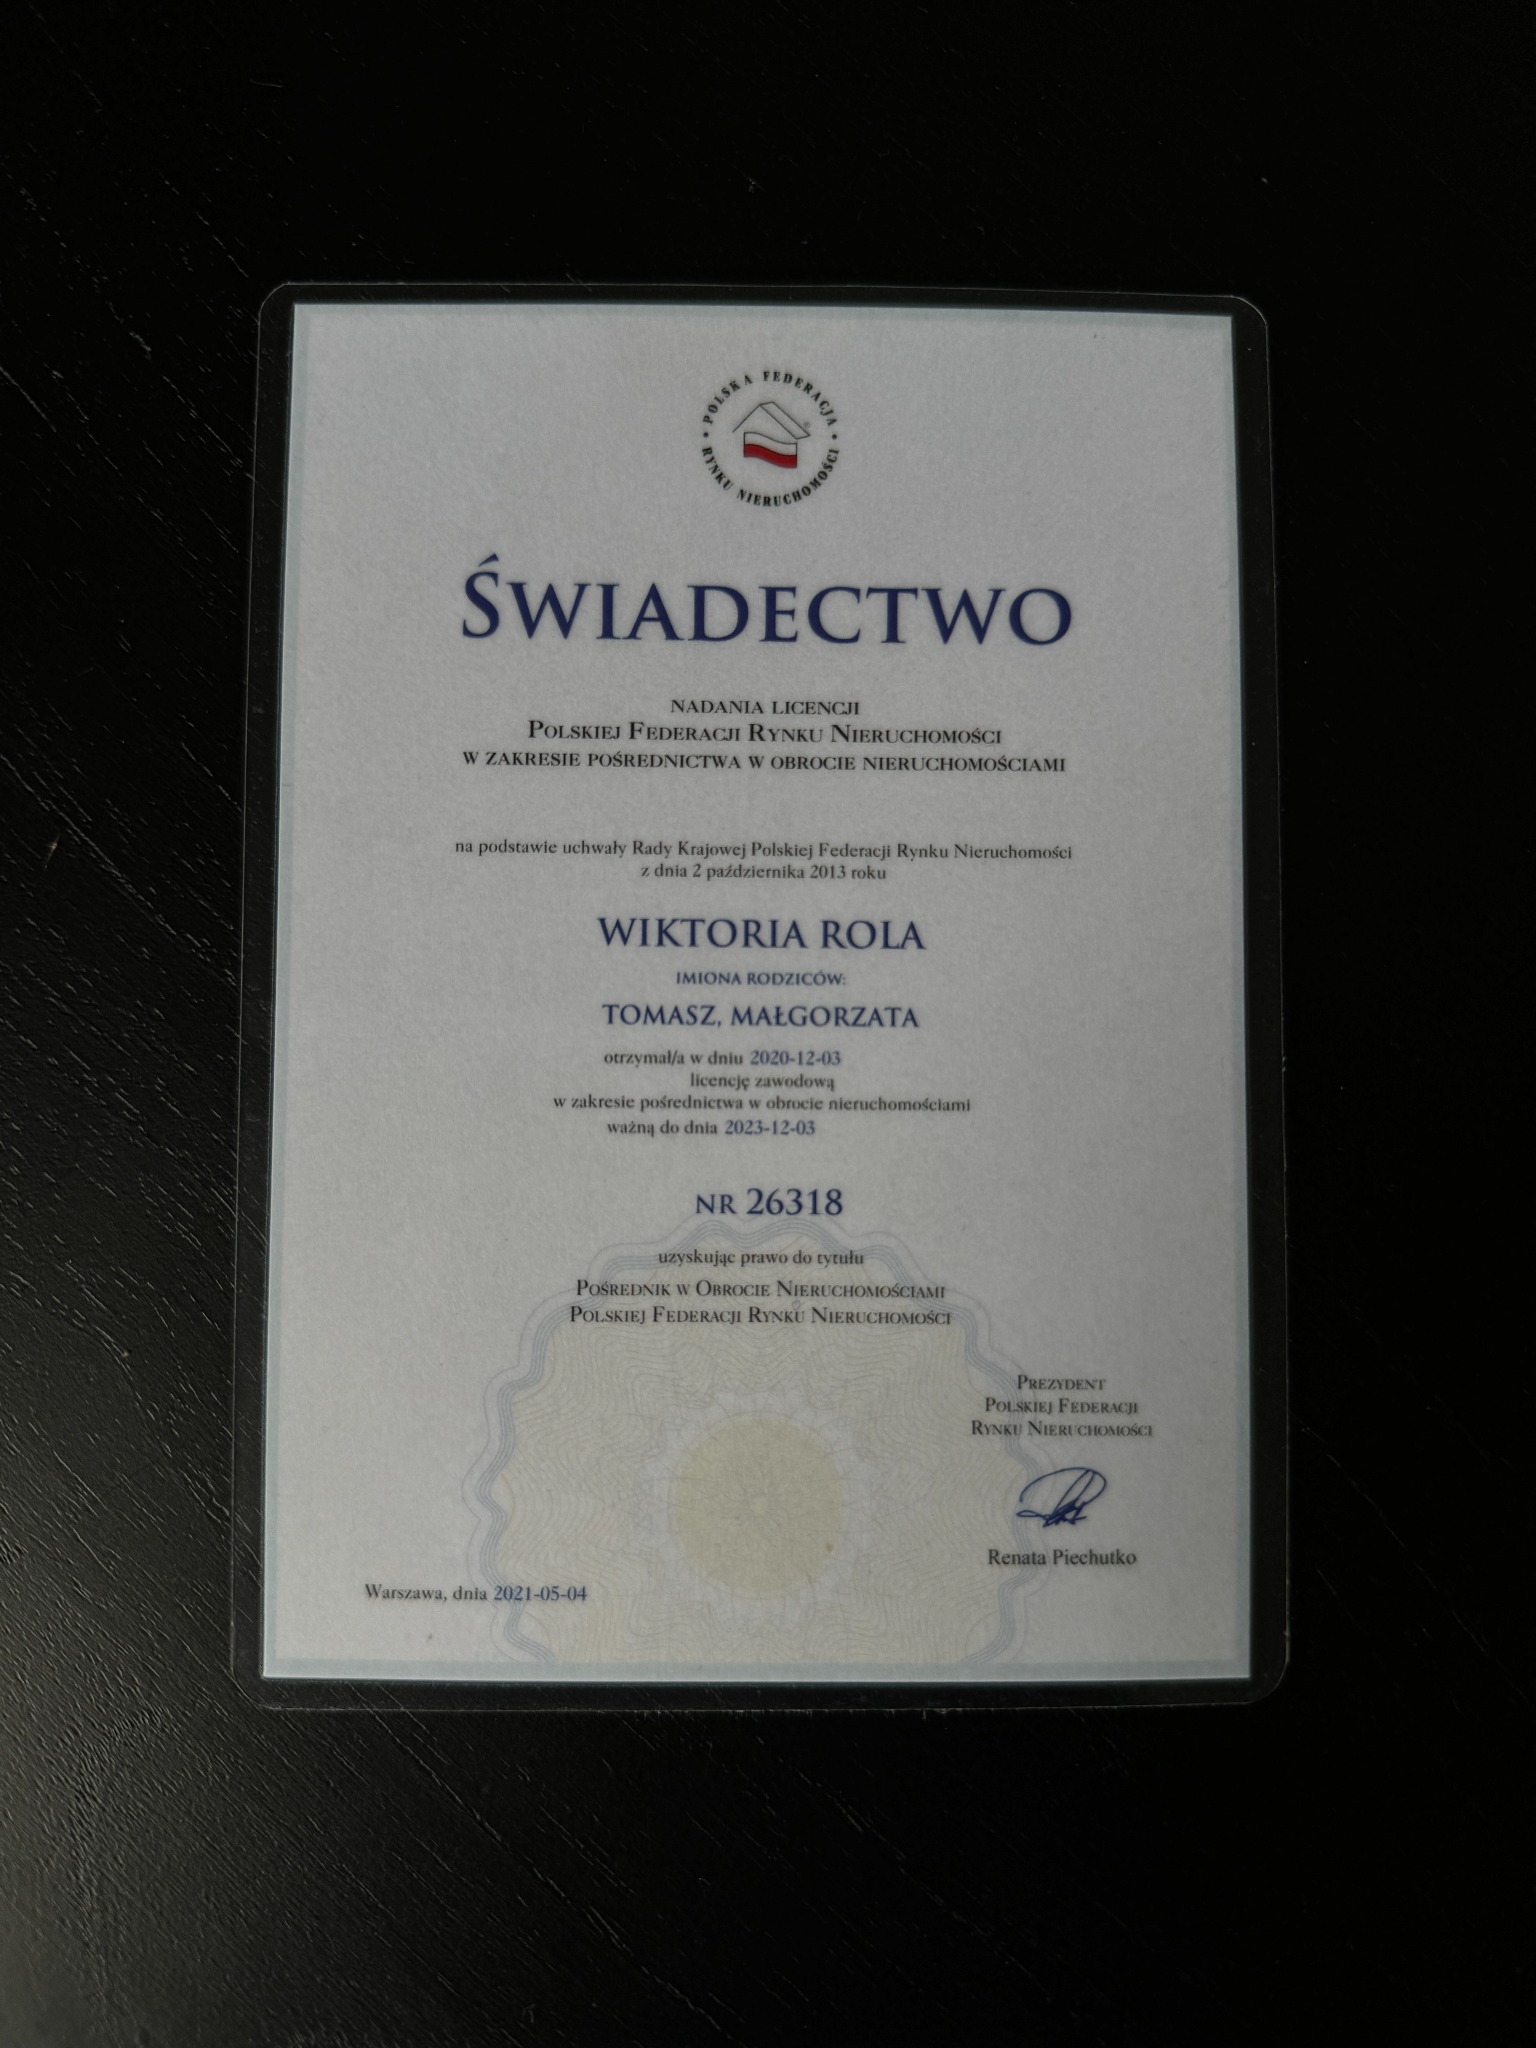 POLSKA FEDERACJA
RYNKU NIERUCHOMOŚCI
ŚWIADECTWO
NADANIA LICENCJI
POLSKIEJ FEDERACJI RYNKU NIERUCHOMOŚCI
W ZAKRESIE POŚREDNICTWA W OBROCIE NIERUCHOMOŚCIAMI
na podstawie uchwały Rady Krajowej Polskiej Federacji Rynku Nieruchomości
z dnia 2 października 2013 roku
WIKTORIA ROLA
IMIONA RODZICÓW:
TOMASZ, MAŁGORZATA
otrzymał/a w dniu 2020-12-03
licencję zawodową
w zakresie pośrednictwa w obrocie nieruchomościami
ważną do dnia 2023-12-03
NR 26318
uzyskując prawo do tytułu
POŚREDNIK W OBROCIE NIERUCHOMOŚCIAMI
POLSKIEJ FEDERACJI RYNKU NIERUCHOMOŚCI
PREZYDENT
POLSKIEJ FEDERACJI
RYNKU NIERUCHOMOŚCI
Renata Piechutko
Warszawa, dnia 2021-05-04